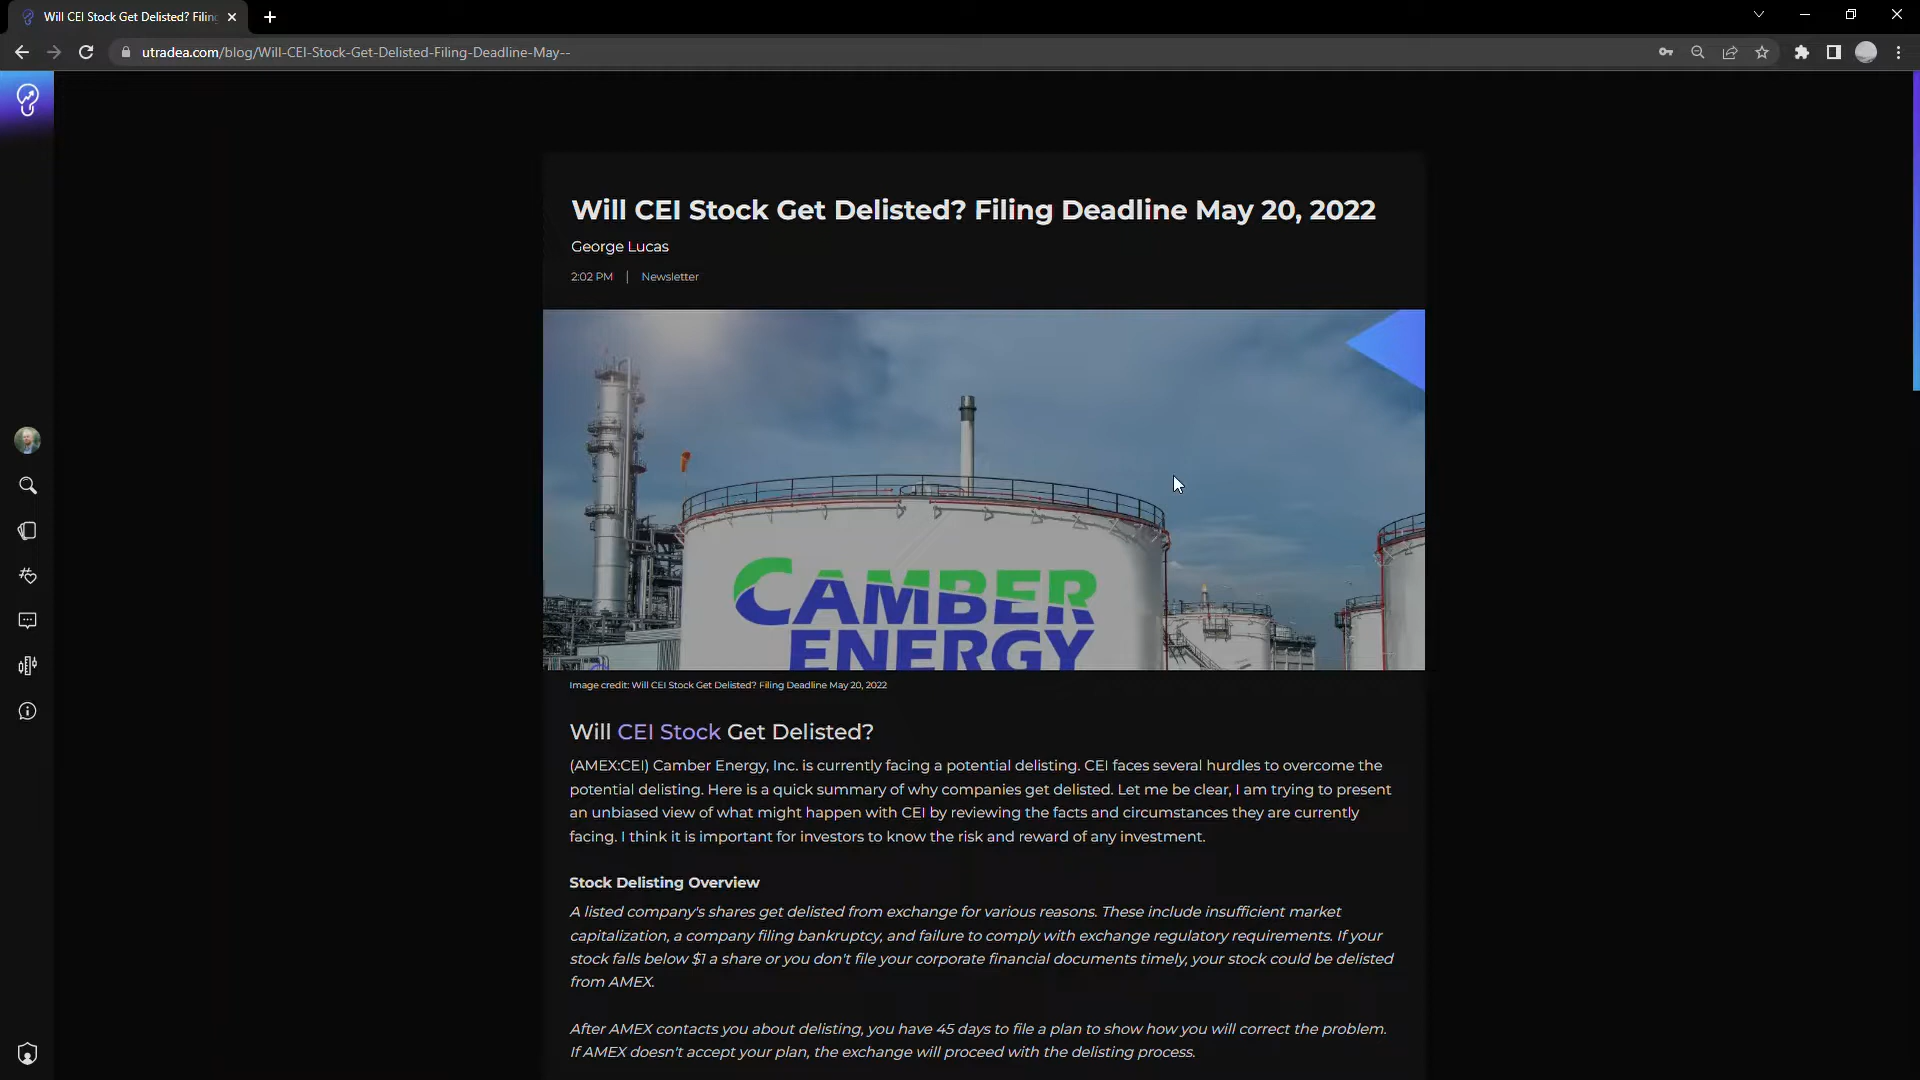 Will CEI Stock Get Delisted? Filin
utradea.com/blog/Will-CEI-Stock-Get-Delisted-Filing-Deadline-May--
Will CEI Stock Get Delisted? Filing Deadline May 20, 2022
George Lucas
2:02 PM | Newsletter
CAMBER
ENERGY
Image credit: Will CEI Stock Get Delisted? Filing Deadline May 20, 2022
Will CEI Stock Get Delisted?
(AMEX:CEI) Camber Energy, Inc. is currently facing a potential delisting. CEI faces several hurdles to overcome the
potential delisting. Here is a quick summary of why companies get delisted. Let me be clear, I am trying to present
an unbiased view of what might happen with CEI by reviewing the facts and circumstances they are currently
facing. I think it is important for investors to know the risk and reward of any investment.
Stock Delisting Overview
A listed company's shares get delisted from exchange for various reasons. These include insufficient market
capitalization, a company filing bankruptcy, and failure to comply with exchange regulatory requirements. If your
stock falls below $1 a share or you don't file your corporate financial documents timely, your stock could be delisted
from AMEX.
After AMEX contacts you about delisting, you have 45 days to file a plan to show how you will correct the problem.
If AMEX doesn't accept your plan, the exchange will proceed with the delisting process.